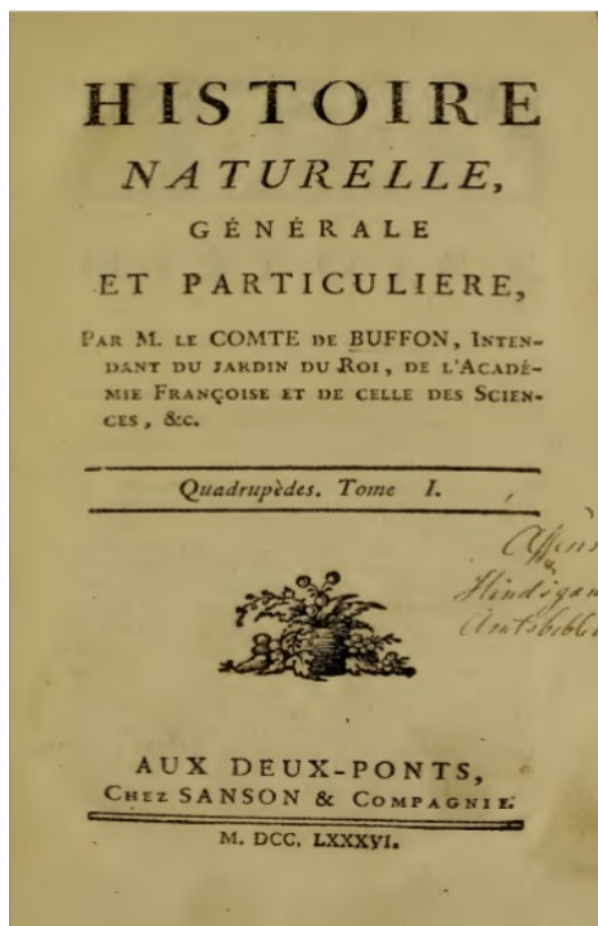 HISTOIRE
NATURELLE,
GÉNÉRALE
ET PARTICULIERE,
PAR M. LE COMTE DE BUFFON, INTEN-
DANT DU JARDIN DU ROI, DE L'ACADÉ-
MIE FRANÇOISE ET DE CELLE DES SCIEN-
CES, &c.
Quadrupèdes. Tome I.
AUX DEUX-PONTS,
CHEZ SANSON & COMPAGNIE.
M. DCC. LXXXVI.